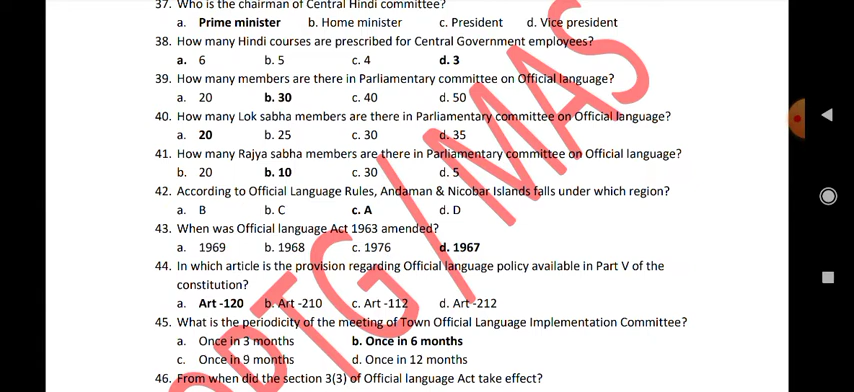 37. Who is the chairman of Central Hindi committee?
a. Prime minister b. Home minister c. President d. Vice president
38. How many Hindi courses are prescribed for Central Government employees?
a. 6 b. 5 c. 4 d. 3
39. How many members are there in Parliamentary committee on Official language?
a. 20 b. 30 c. 40 d. 50
40. How many Lok sabha members are there in Parliamentary committee on Official language?
a. 20 b. 25 c. 30 d. 35
41. How many Rajya sabha members are there in Parliamentary committee on Official language?
b. 20 b. 10 c. 30 d. 5
42. According to Official Language Rules, Andaman & Nicobar Islands falls under which region?
a. B b. C c. A d. D
43. When was Official language Act 1963 amended?
a. 1969 b. 1968 c. 1976 d. 1967
44. In which article is the provision regarding Official language policy available in Part V of the
constitution?
a. Art -120 b. Art -210 c. Art -112 d. Art -212
45. What is the periodicity of the meeting of Town Official Language Implementation Committee?
a. Once in 3 months b. Once in 6 months
c. Once in 9 months d. Once in 12 months
46. From when did the section 3(3) of Official language Act take effect?
DTG / MAS